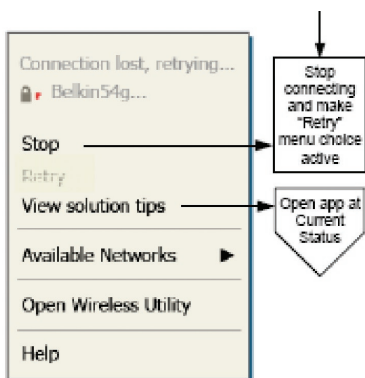 Connection lost, retrying...
Belkin54g...
Stop
Retry
View solution tips
Available Networks
Open Wireless Utility
Help
Stop
connecting
and make
"Retry"
menu choice
active
Open app at
Current
Status